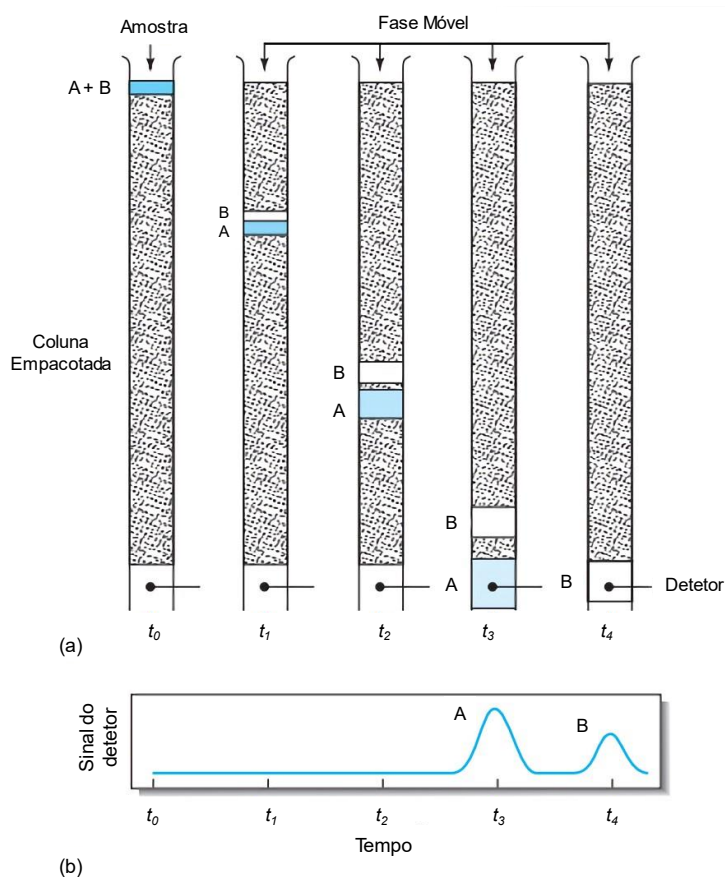 Amostra
Fase Móvel
A + B
B
A
Coluna
Empacotada
B
A
B
A
B
Detetor
t0
t1
t2
t3
t4
(a)
Sinal do
detetor
A
B
t0
t1
t2
t3
t4
Tempo
(b)